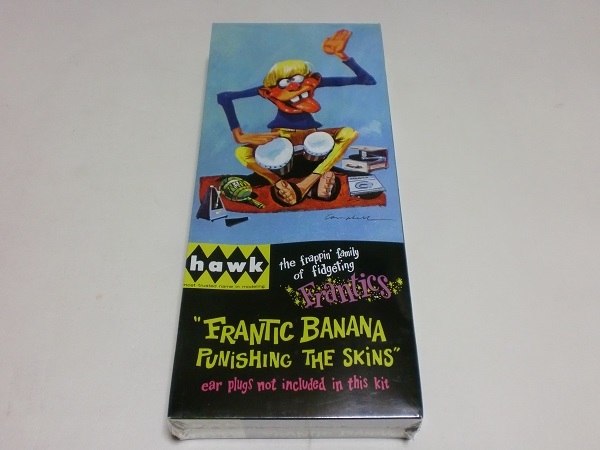 Campbell
hawk
most trusted name in modeling
the frappin' family
of fidgeting
Frantics
"FRANTIC BANANA
PUNISHING THE SKINS"
ear plugs not included in this kit